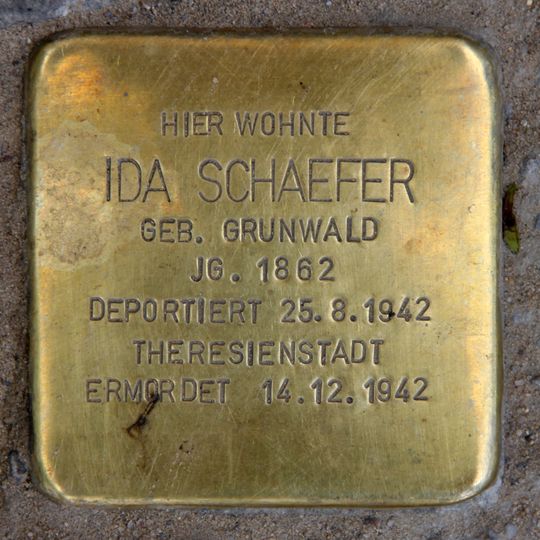 HIER WOHNTE
IDA SCHAEFER
GEB. GRUNWALD
JG. 1862
DEPORTIERT 25.8.1942
THERESIENSTADT
ERMORDET 14.12.1942